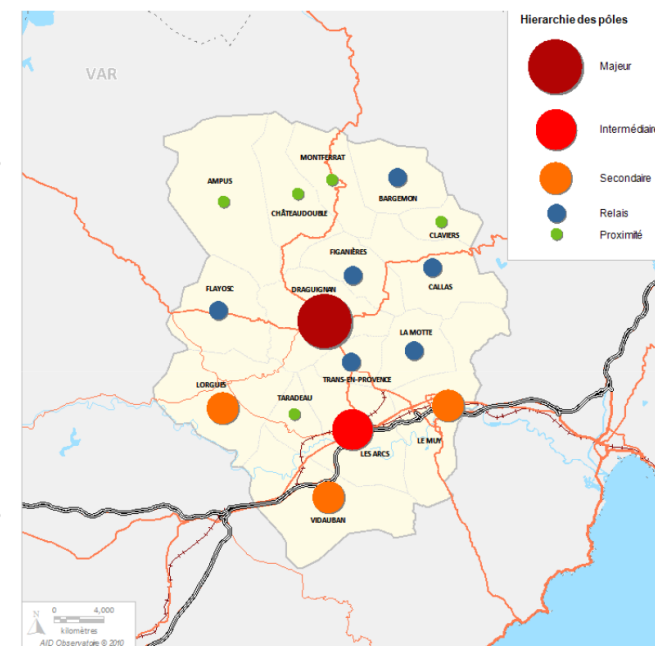 Hierarchie des pôles
Majeur
Intermédiaire
Secondaire
Relais
Proximité
VAR
MONTFERRAT
AMPUS
BARGEMON
CHÂTEAUDOUBLE
CLAVIERS
FIGANIÈRES
FLAYOSC
DRAGUIGNAN
CALLAS
LA MOTTE
TRANS-EN-PROVENCE
LORGUES
TARADEAU
LE MUY
LES ARCS
VIDAUBAN
N
0 4,000
kilomètres
AID Observatoire © 2010